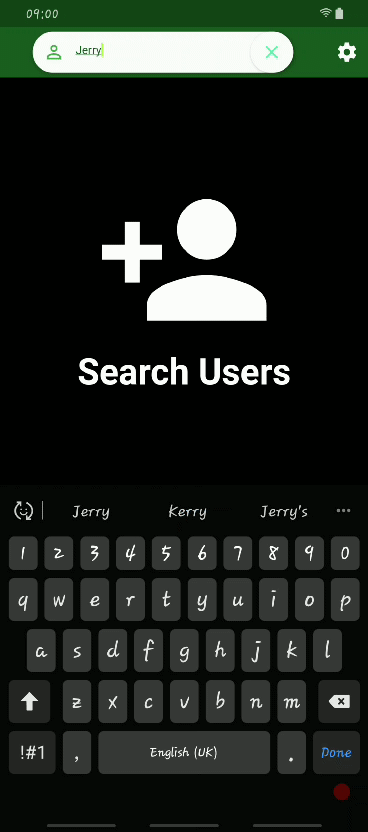 09:00
Jerry
Search Users
Jerry Kerry Jerry's ...
1 2 3 4 5 6 7 8 9 0
q w e r t y u i o p
a s d f g h j k l
z x c v b n m
!#1 , English (UK) . Done